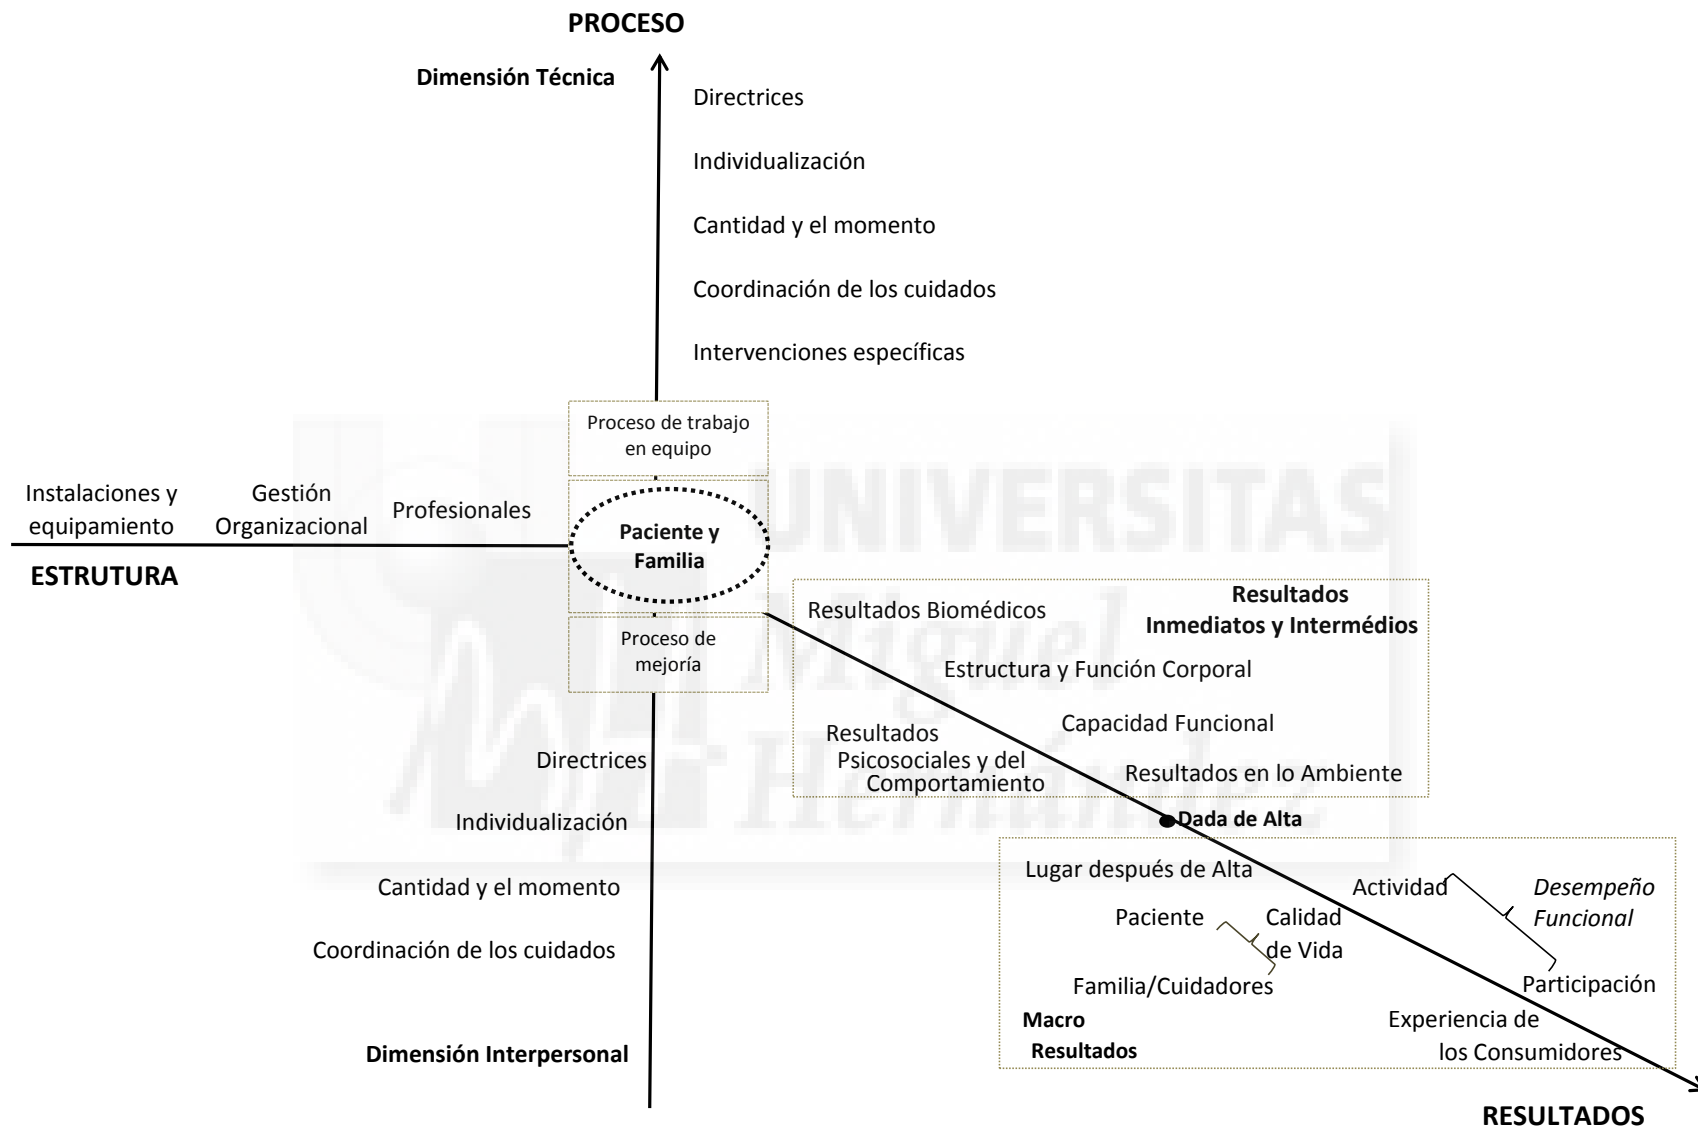 PROCESO
Dimensión Técnica
Directrices
Individualización
Cantidad y el momento
Coordinación de los cuidados
Intervenciones específicas
Proceso de trabajo
en equipo
Instalaciones y
equipamiento
Gestión
Organizacional
Profesionales
ESTRUTURA
Paciente y
Familia
Proceso de
mejoría
UNIVERSITAS
Miguel
Hernández
Resultados Biomédicos
Resultados
Inmediatos y Intermédios
Estructura y Función Corporal
Capacidad Funcional
Resultados
Psicosociales y del
Comportamiento
Resultados en lo Ambiente
Dada de Alta
Directrices
Individualización
Cantidad y el momento
Coordinación de los cuidados
Dimensión Interpersonal
Lugar después de Alta
Actividad
Desempeño
Funcional
Paciente
Calidad
de Vida
Familia/Cuidadores
Participación
Macro
Resultados
Experiencia de
los Consumidores
RESULTADOS